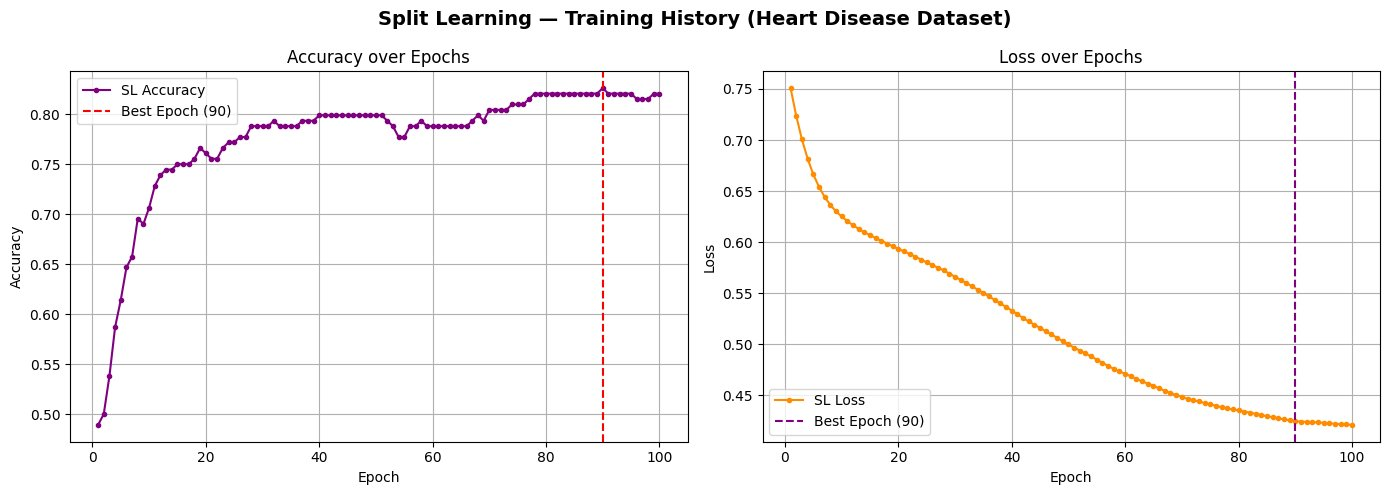 Split Learning — Training History (Heart Disease Dataset)
Accuracy over Epochs
SL Accuracy
Best Epoch (90)
Accuracy
0.80
0.75
0.70
0.65
0.60
0.55
0.50
0 20 40 60 80 100
Epoch
Loss over Epochs
Loss
0.75
0.70
0.65
0.60
0.55
0.50
0.45
SL Loss
Best Epoch (90)
0 20 40 60 80 100
Epoch